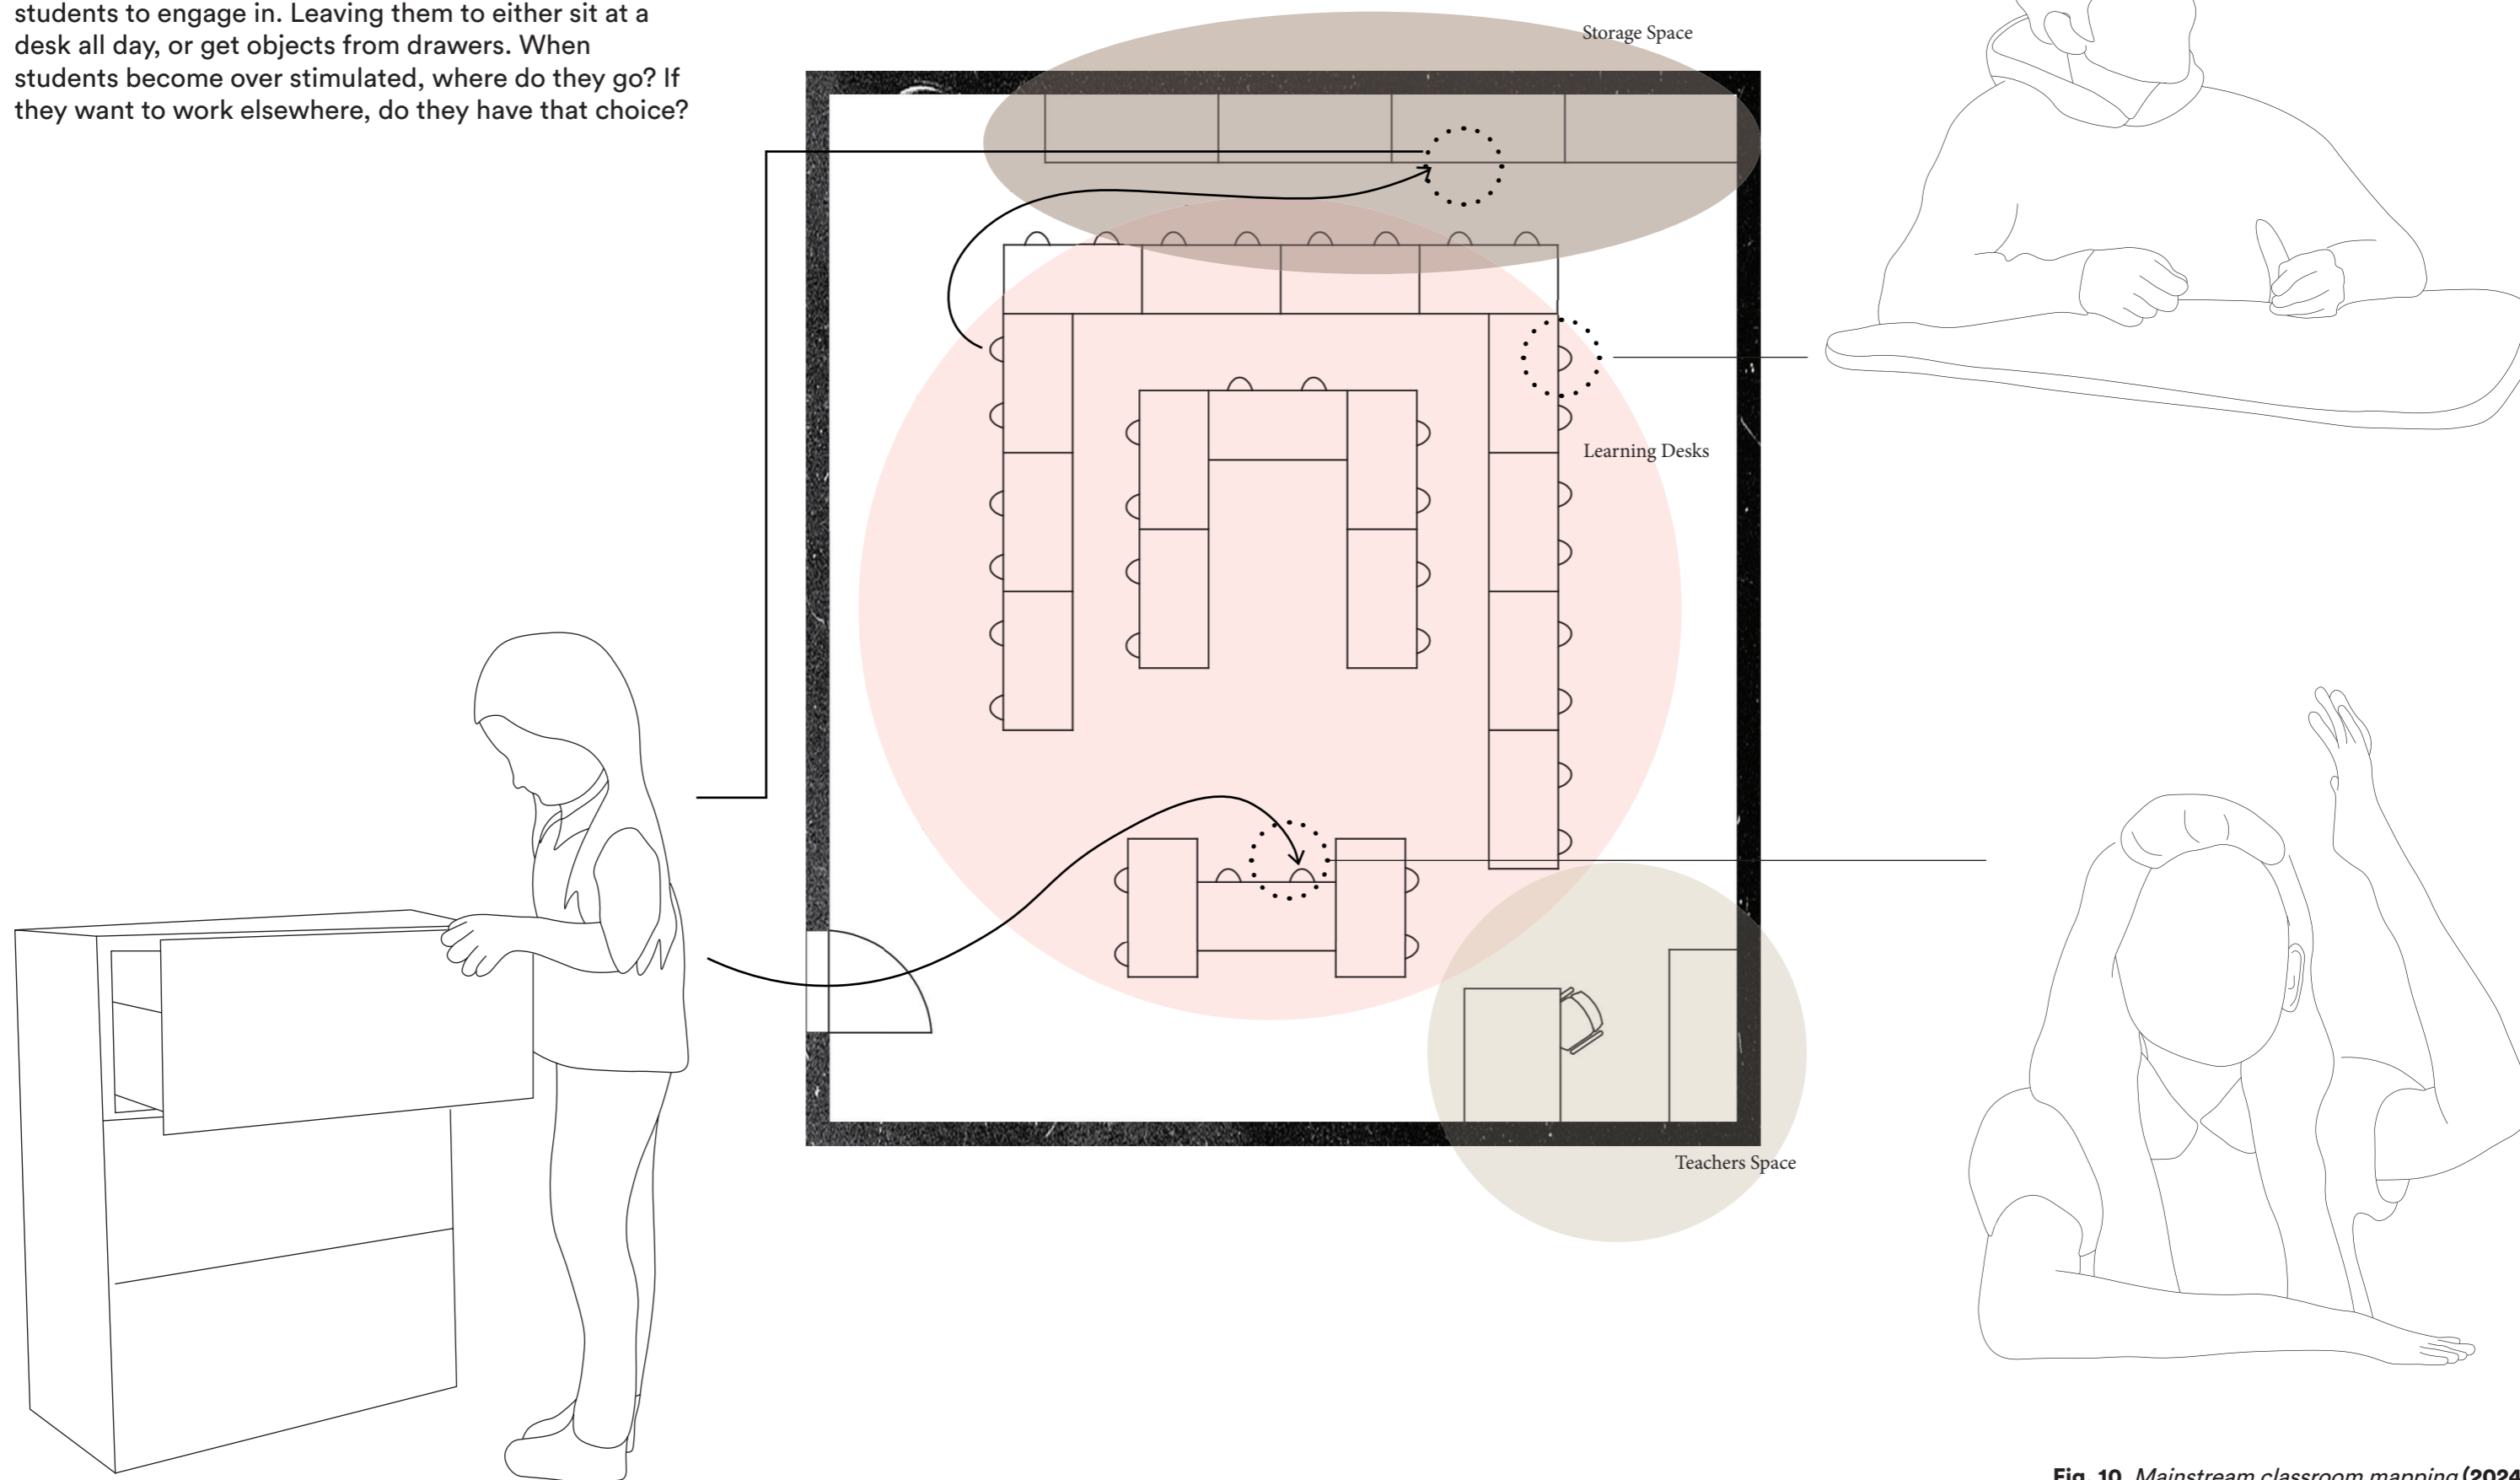 students to engage in. Leaving them to either sit at a
desk all day, or get objects from drawers. When
students become over stimulated, where do they go? If
they want to work elsewhere, do they have that choice?
Storage Space
Learning Desks
Teachers Space
Fig. 10. Mainstream classroom mapping (2024